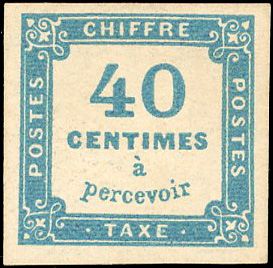 CHIFFRE
POSTES
40
CENTIMES
à
percevoir
POSTES
· TAXE ·